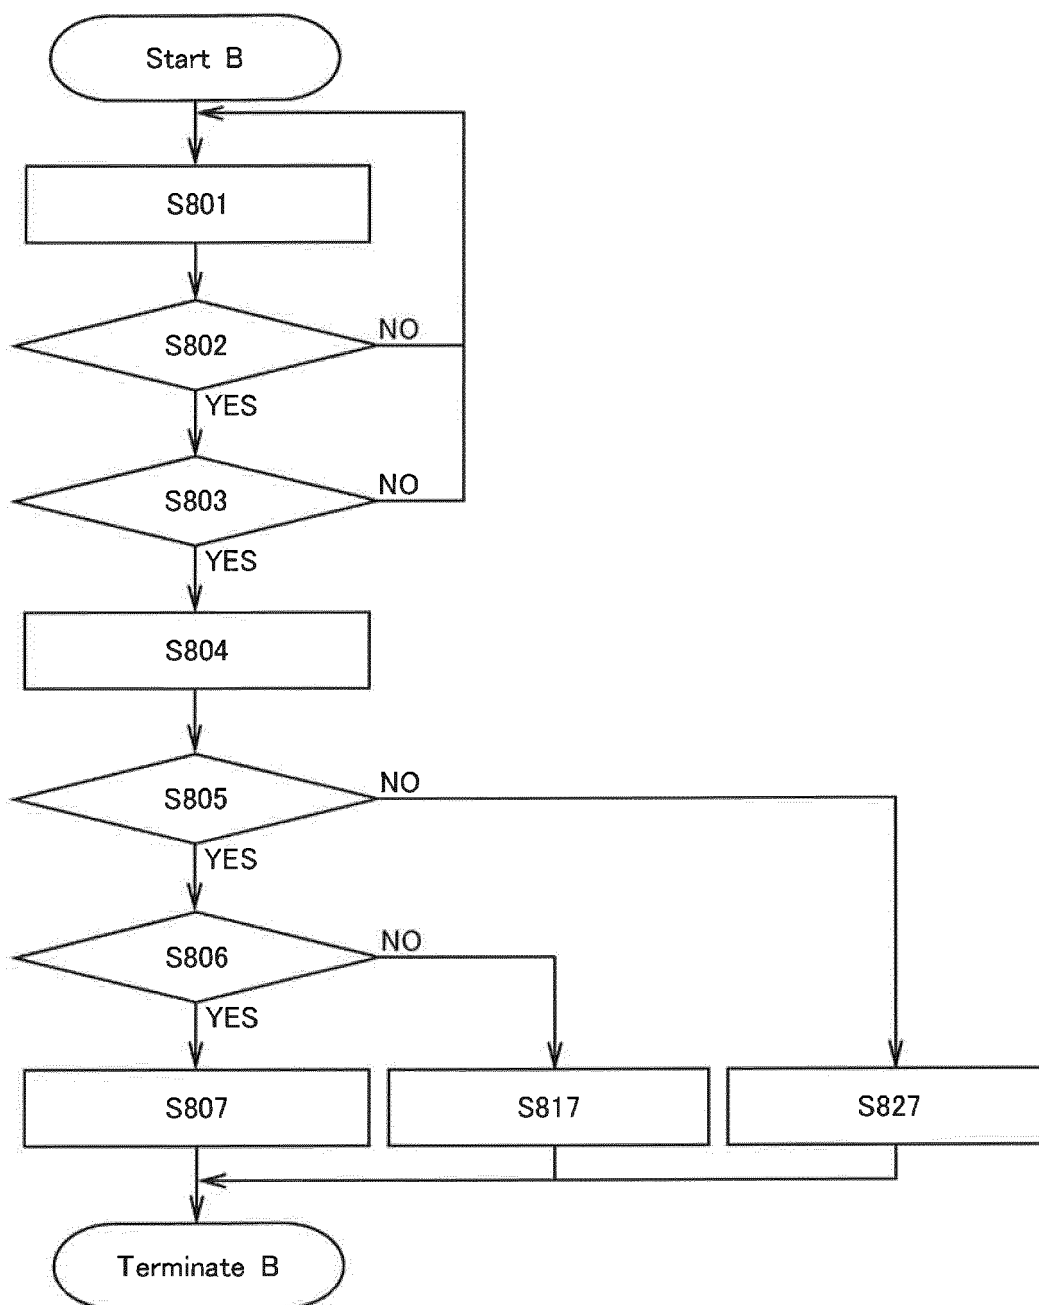 Start B
S801
S802
NO
YES
S803
NO
YES
S804
S805
NO
YES
S806
NO
YES
S807
S817
S827
Terminate B